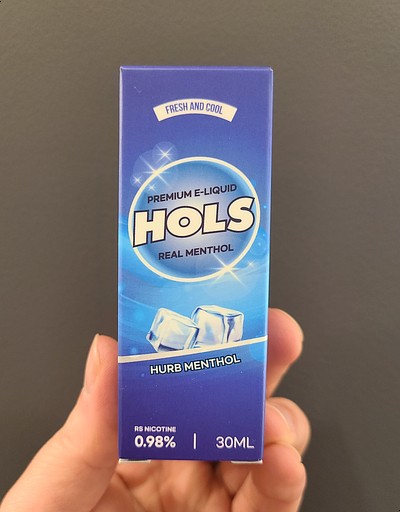 FRESH AND COOL
PREMIUM E-LIQUID
HOLS
REAL MENTHOL
HURB MENTHOL
RS NICOTINE
0.98% | 30ML